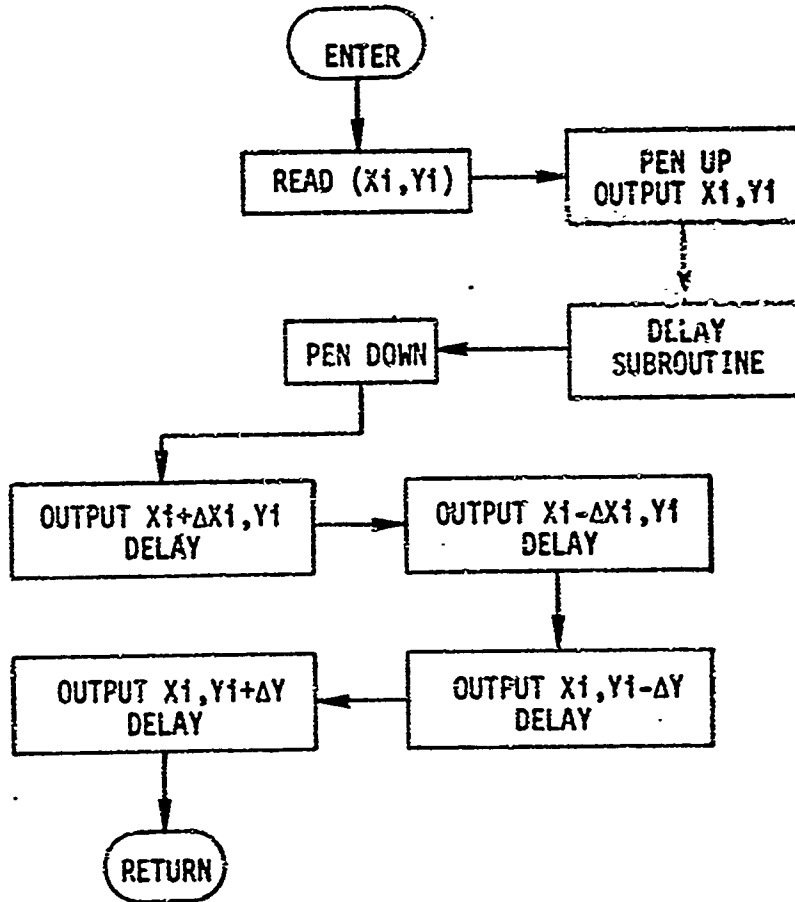 ENTER
READ (Xi,Yi)
PEN UP
OUTPUT Xi,Yi
DELAY
SUBROUTINE
PEN DOWN
OUTPUT Xi+ΔXi,Yi
DELAY
OUTPUT Xi-ΔXi,Yi
DELAY
OUTPUT Xi,Yi-ΔY
DELAY
OUTPUT Xi,Yi+ΔY
DELAY
RETURN